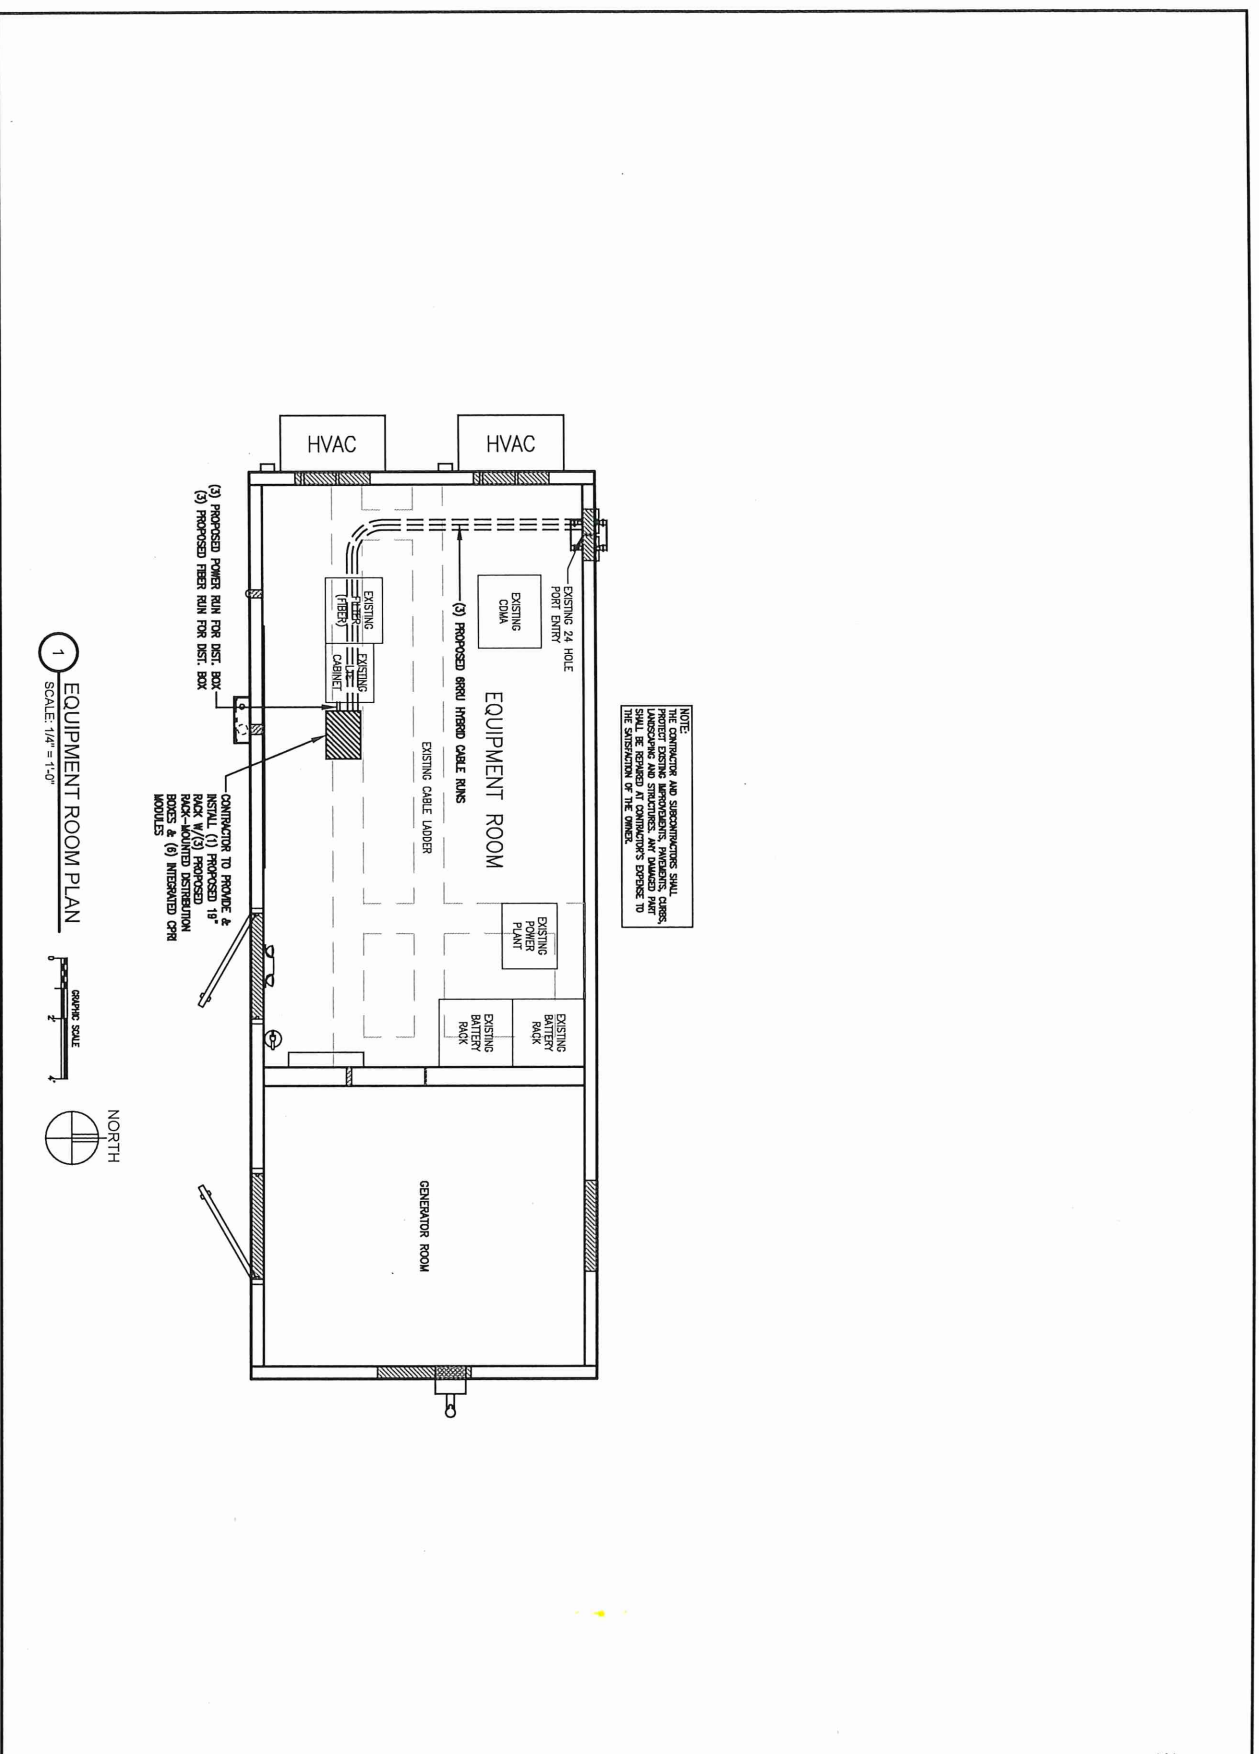 NOTE:
THE CONTRACTOR AND SUBCONTRACTORS SHALL
PROTECT EXISTING IMPROVEMENTS, PAVEMENTS, CURBS,
LANDSCAPING AND STRUCTURES. ANY DAMAGED PART
SHALL BE REPAIRED AT CONTRACTOR'S EXPENSE TO
THE SATISFACTION OF THE OWNER.
HVAC
HVAC
EXISTING 24 HOLE
PORT ENTRY
EXISTING
CDMA
EQUIPMENT ROOM
(3) PROPOSED 6RRU HYBRID CABLE RUNS
EXISTING CABLE LADDER
EXISTING
FILTER
(FIBER)
EXISTING
LTE
CABINET
EXISTING
POWER
PLANT
EXISTING
BATTERY
RACK
EXISTING
BATTERY
RACK
GENERATOR ROOM
(3) PROPOSED POWER RUN FOR DIST. BOX
(3) PROPOSED FIBER RUN FOR DIST. BOX
CONTRACTOR TO PROVIDE &
INSTALL (1) PROPOSED 19"
RACK W/(3) PROPOSED
RACK-MOUNTED DISTRIBUTION
BOXES & (6) INTEGRATED CPRI
MODULES
1
EQUIPMENT ROOM PLAN
SCALE: 1/4" = 1'-0"
GRAPHIC SCALE
0 2' 4'
NORTH